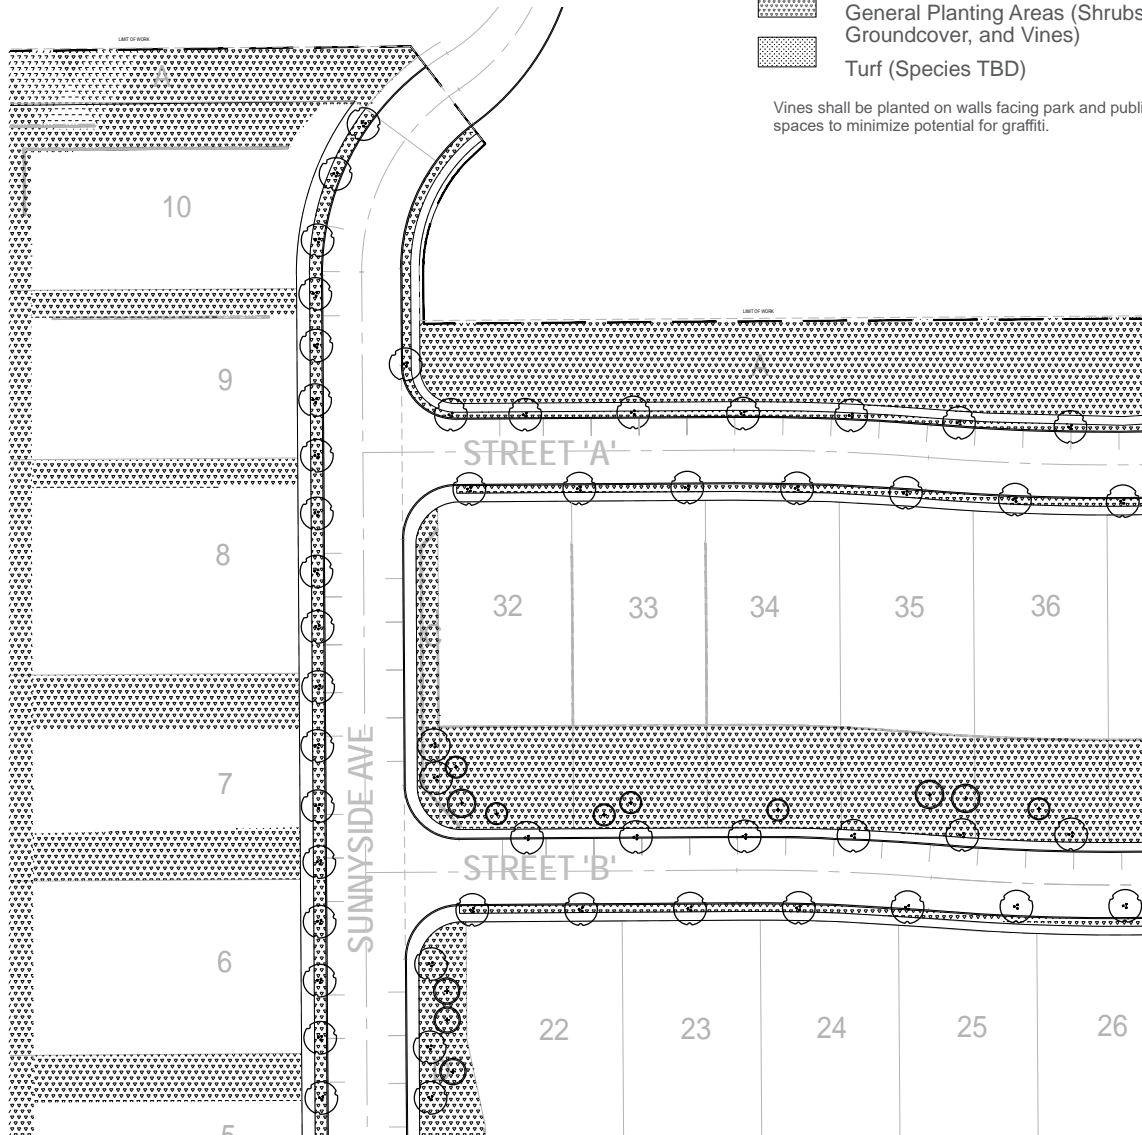 General Planting Areas (Shrubs
Groundcover, and Vines)
Turf (Species TBD)
Vines shall be planted on walls facing park and publi
spaces to minimize potential for graffiti.
LIMIT OF WORK
A
10
LIMIT OF WORK
A
9
STREET 'A'
8
32
33
34
35
36
SUNNYSIDE AVE
7
STREET 'B'
6
22
23
24
25
26
5